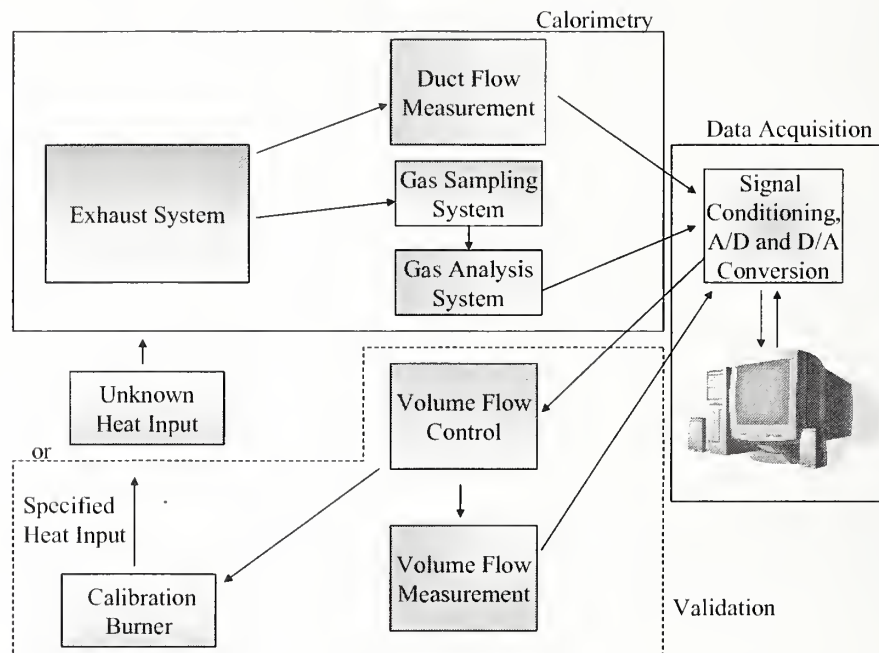 Calorimetry
Duct Flow
Measurement
Data Acquisition
Exhaust System
Gas Sampling
System
Signal
Conditioning,
A/D and D/A
Conversion
Gas Analysis
System
Unknown
Heat Input
Volume Flow
Control
or
Specified
Heat Input
Volume Flow
Measurement
Calibration
Burner
Validation